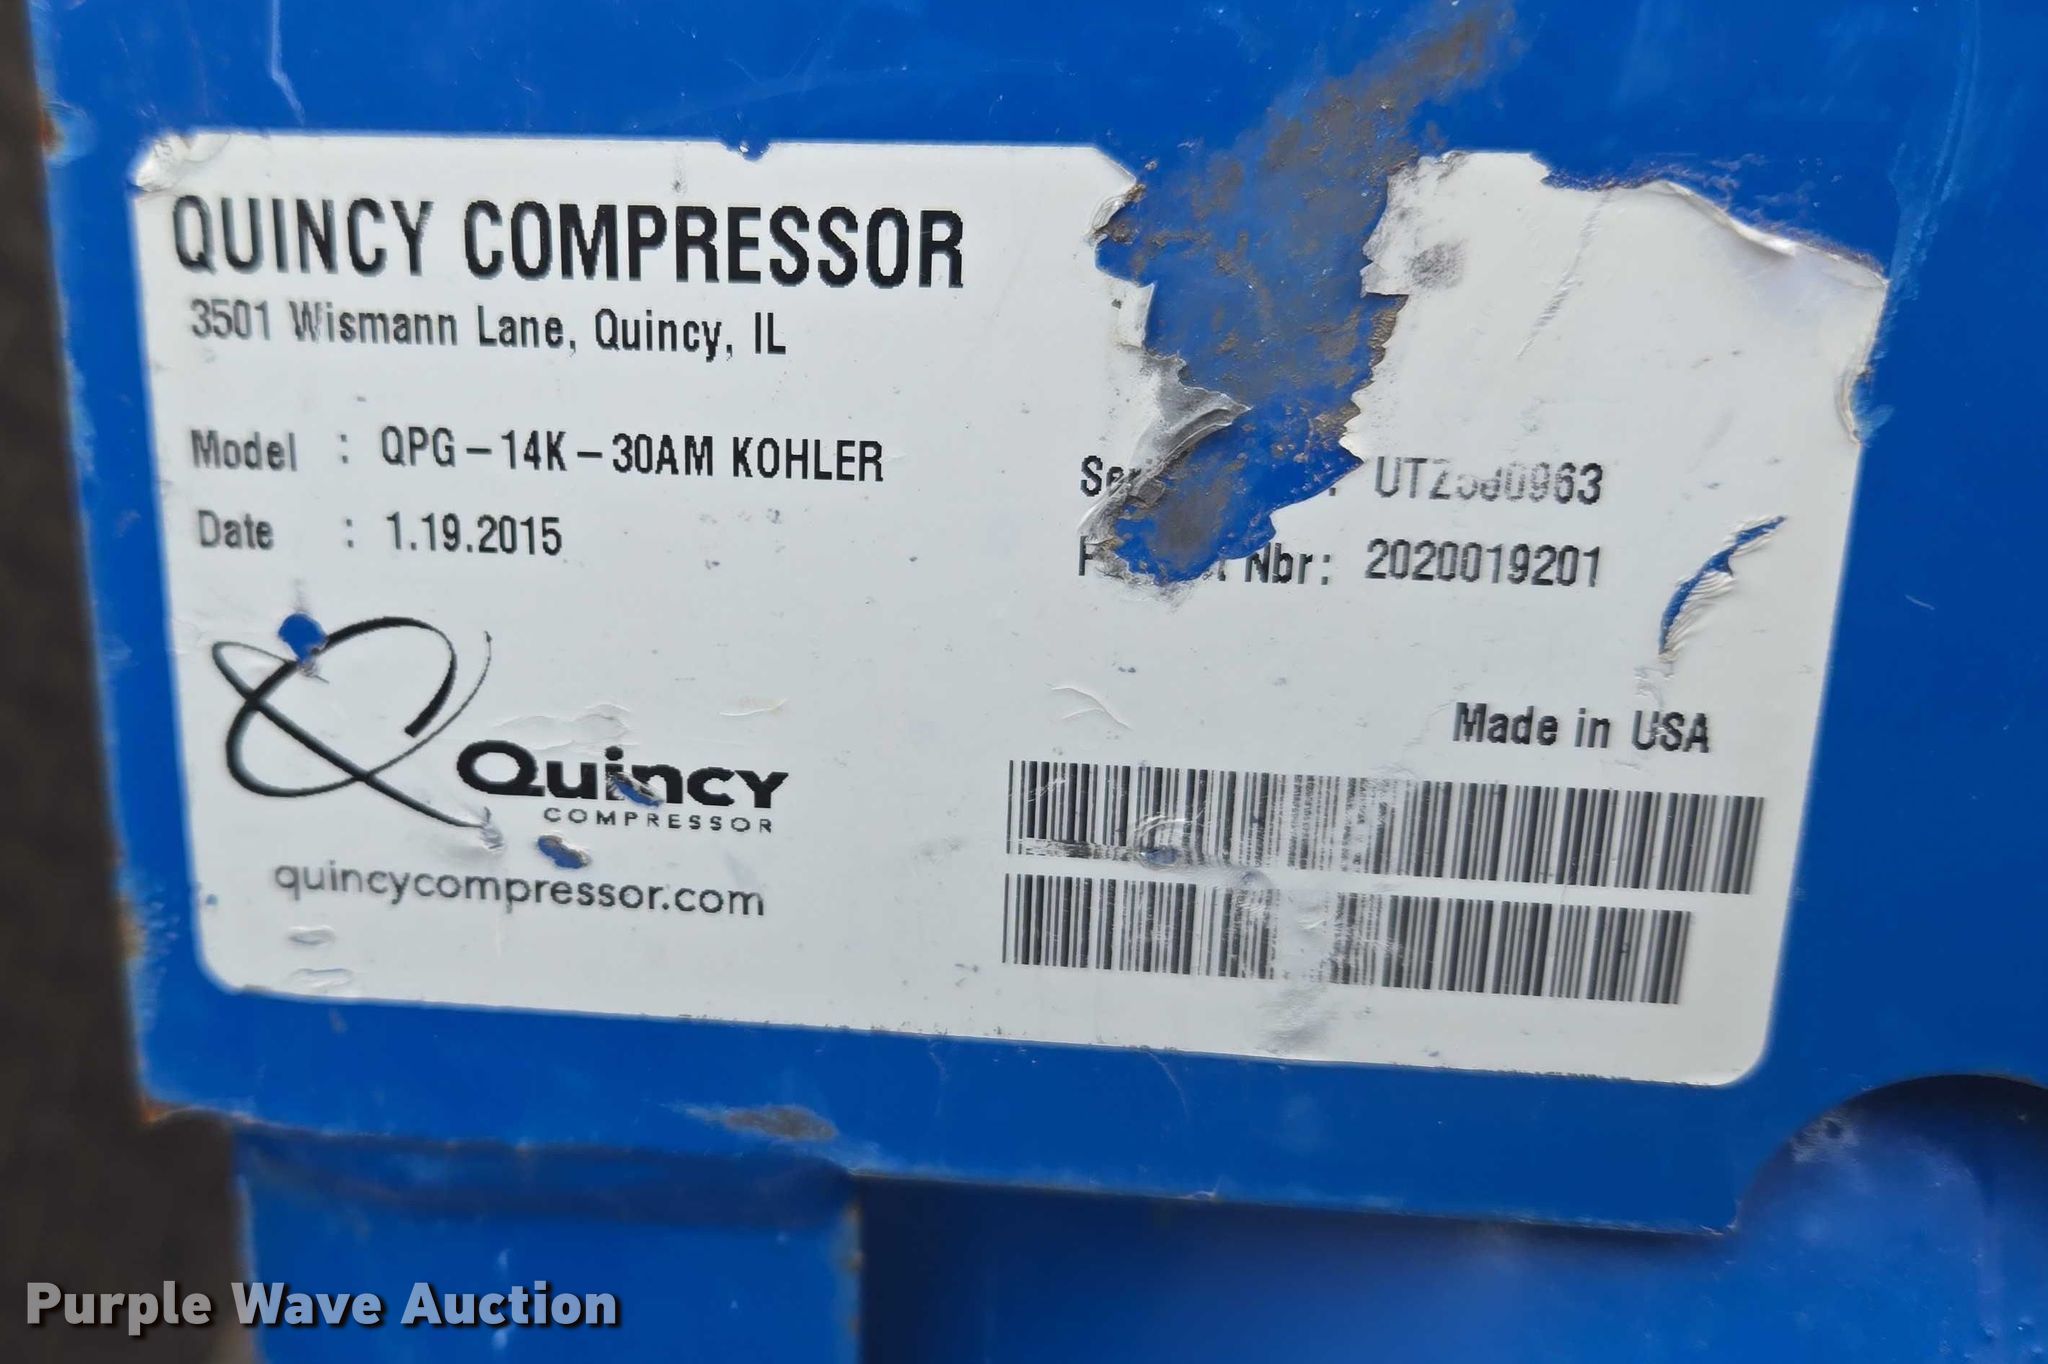 QUINCY COMPRESSOR
3501 Wismann Lane, Quincy, IL
Model : QPG-14K-30AM KOHLER
Date : 1.19.2015
Nbr: 2020019201
Made in USA
Quincy
COMPRESSOR
quincycompressor.com
Purple Wave Auction